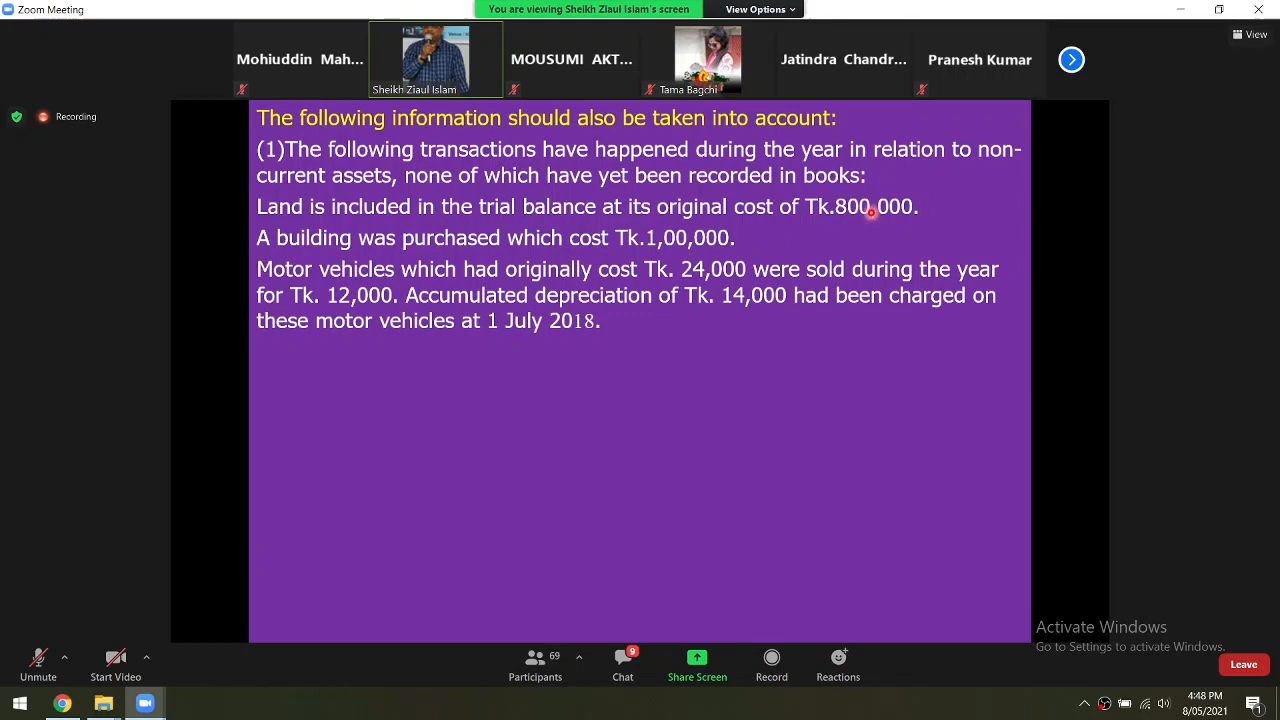 Zoom Meeting
You are viewing Sheikh Ziaul Islam's screen
View Options
View
Mohiuddin Mah...
Sheikh Ziaul Islam
MOUSUMI AKT...
Tama Bagchi
Jatindra Chandr...
Pranesh Kumar
Recording
The following information should also be taken into account:
(1)The following transactions have happened during the year in relation to non-
current assets, none of which have yet been recorded in books:
Land is included in the trial balance at its original cost of Tk.800,000.
A building was purchased which cost Tk.1,00,000.
Motor vehicles which had originally cost Tk. 24,000 were sold during the year
for Tk. 12,000. Accumulated depreciation of Tk. 14,000 had been charged on
these motor vehicles at 1 July 2018.
Activate Windows
Go to Settings to activate Windows.
Unmute
Start Video
69
Participants
9
Chat
Share Screen
Record
Reactions
Leave
4:48 PM
8/05/2021
1